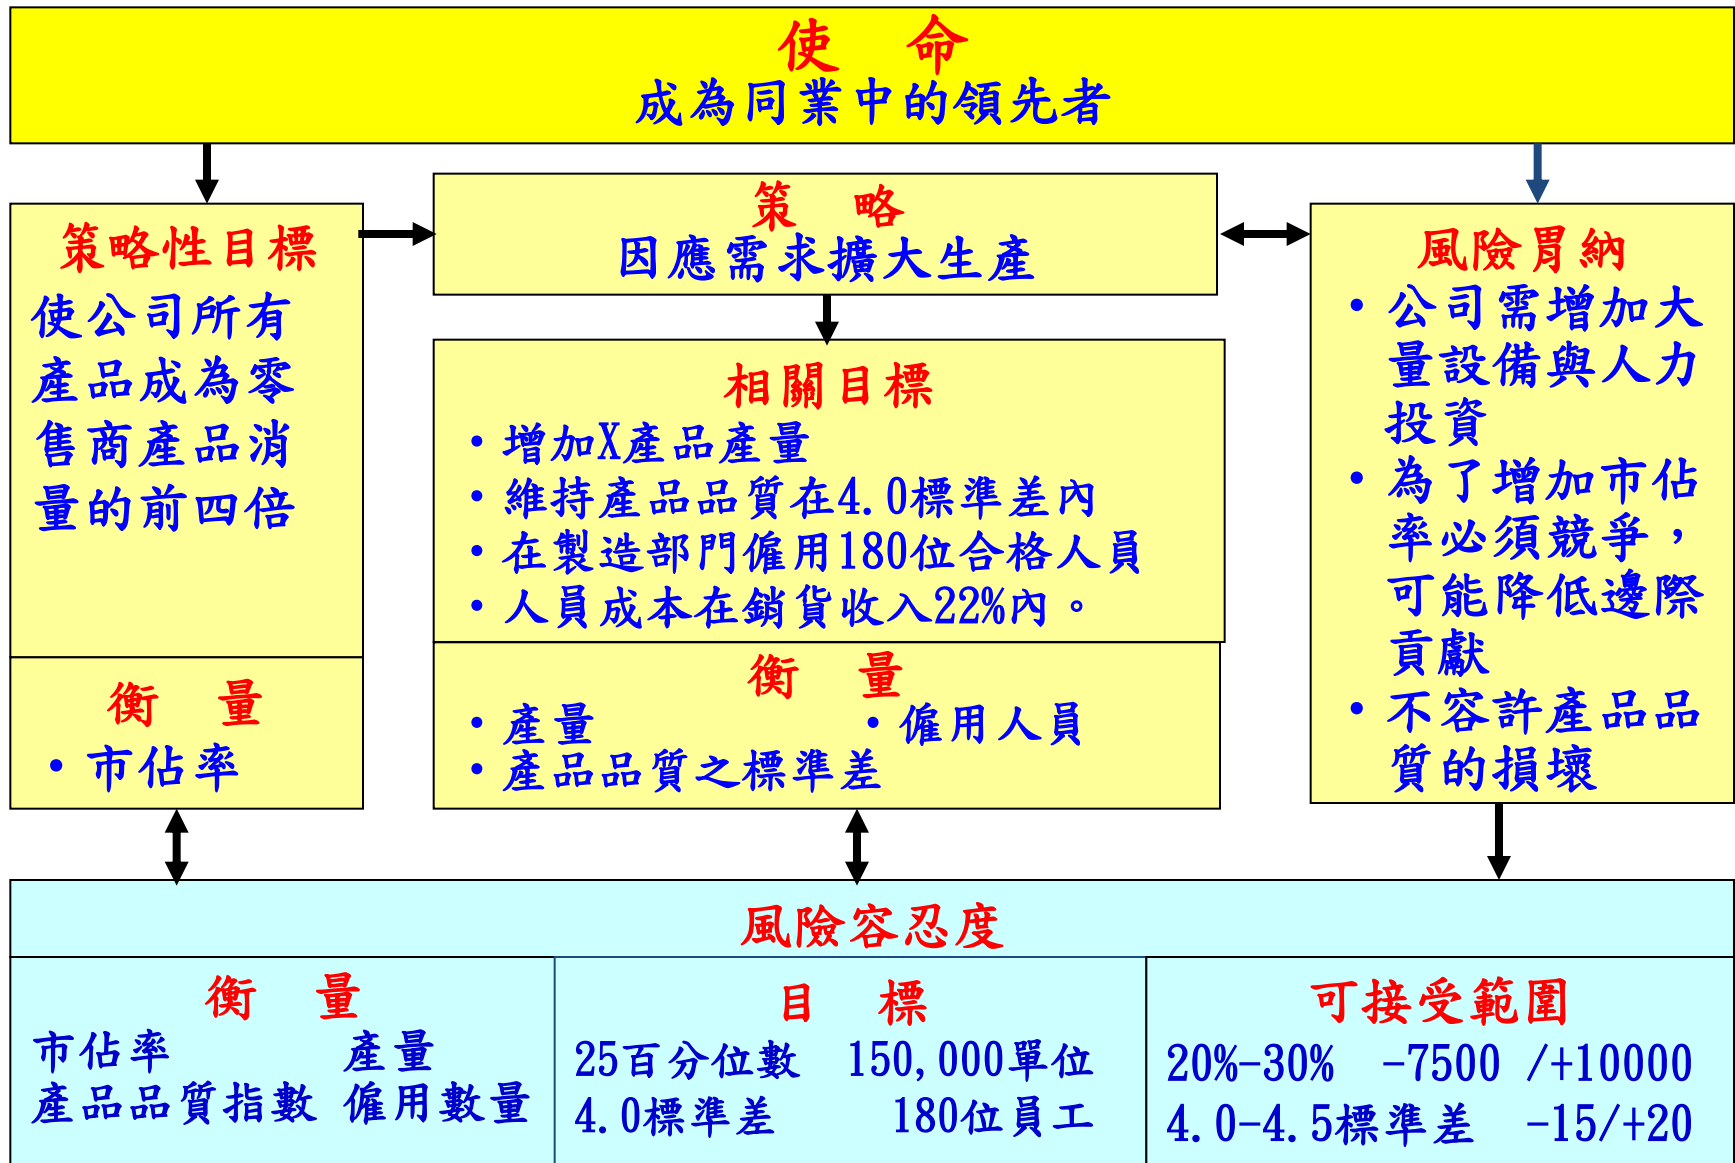 使 命
成為同業中的領先者
策略性目標
使公司所有
產品成為零
售商產品消
量的前四倍
衡 量
•市佔率
策 略
因應需求擴大生產
相關目標
•增加X產品產量
•維持產品品質在4.0標準差內
•在製造部門僱用180位合格人員
•人員成本在銷貨收入22%內。
衡 量
•產量 •僱用人員
•產品品質之標準差
風險胃納
•公司需增加大
量設備與人力
投資
•為了增加市佔
率必須競爭，
可能降低邊際
貢獻
•不容許產品品
質的損壞
風險容忍度
衡 量
市佔率 產量
產品品質指數 僱用數量
目 標
25百分位數 150,000單位
4.0標準差 180位員工
可接受範圍
20%-30% -7500 /+10000
4.0-4.5標準差 -15/+20